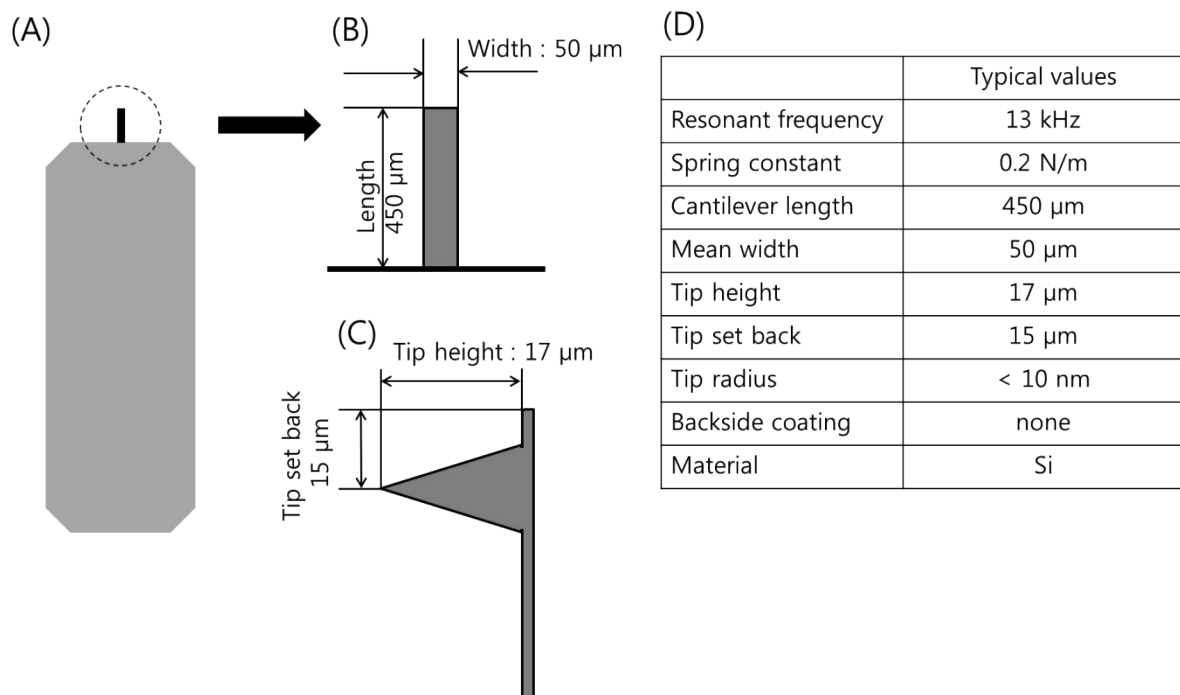 (A)
(B)
Width : 50 μm
Length
450 μm
(C)
Tip height : 17 μm
Tip set back
15 μm
(D)
Typical values
Resonant frequency 13 kHz
Spring constant 0.2 N/m
Cantilever length 450 μm
Mean width 50 μm
Tip height 17 μm
Tip set back 15 μm
Tip radius < 10 nm
Backside coating none
Material Si